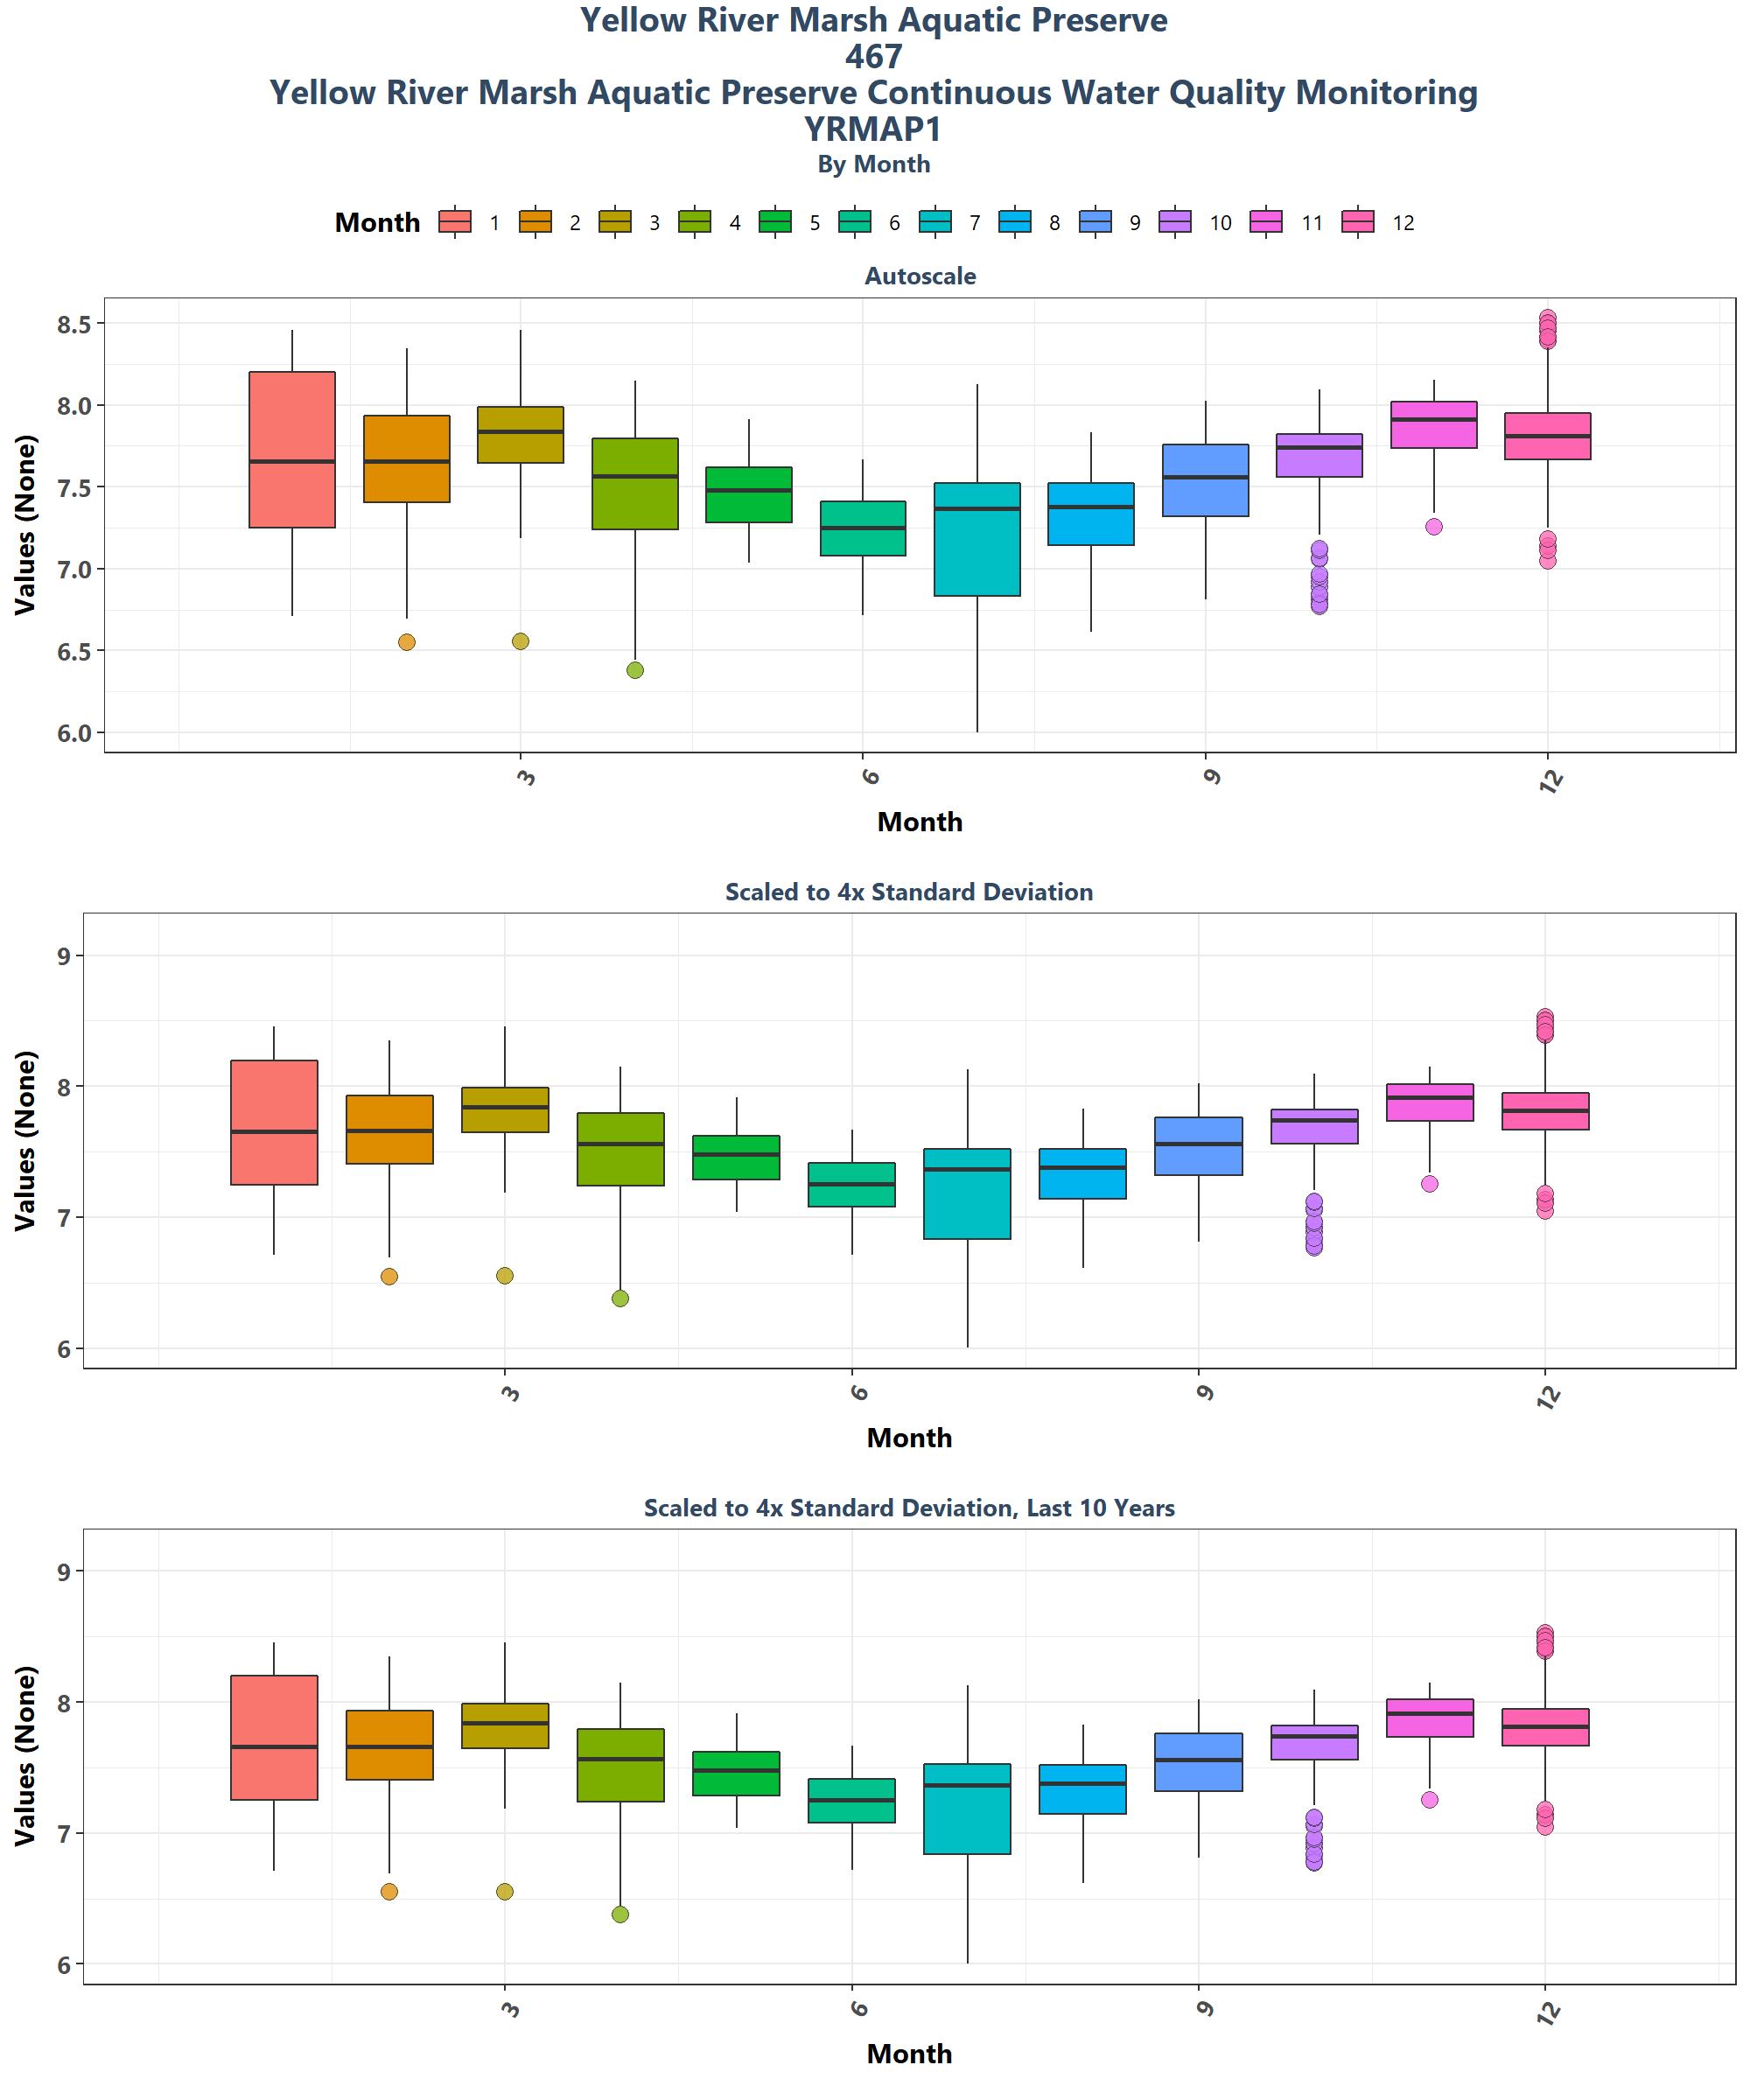 Yellow River Marsh Aquatic Preserve
467
Yellow River Marsh Aquatic Preserve Continuous Water Quality Monitoring
YRMAP1
By Month
Month 1 2 3 4 5 6 7 8 9 10 11 12
Autoscale
Values (None)
8.5
8.0
7.5
7.0
6.5
6.0
3 6 9 12
Month
Scaled to 4x Standard Deviation
Values (None)
9
8
7
6
3 6 9 12
Month
Scaled to 4x Standard Deviation, Last 10 Years
Values (None)
9
8
7
6
3 6 9 12
Month